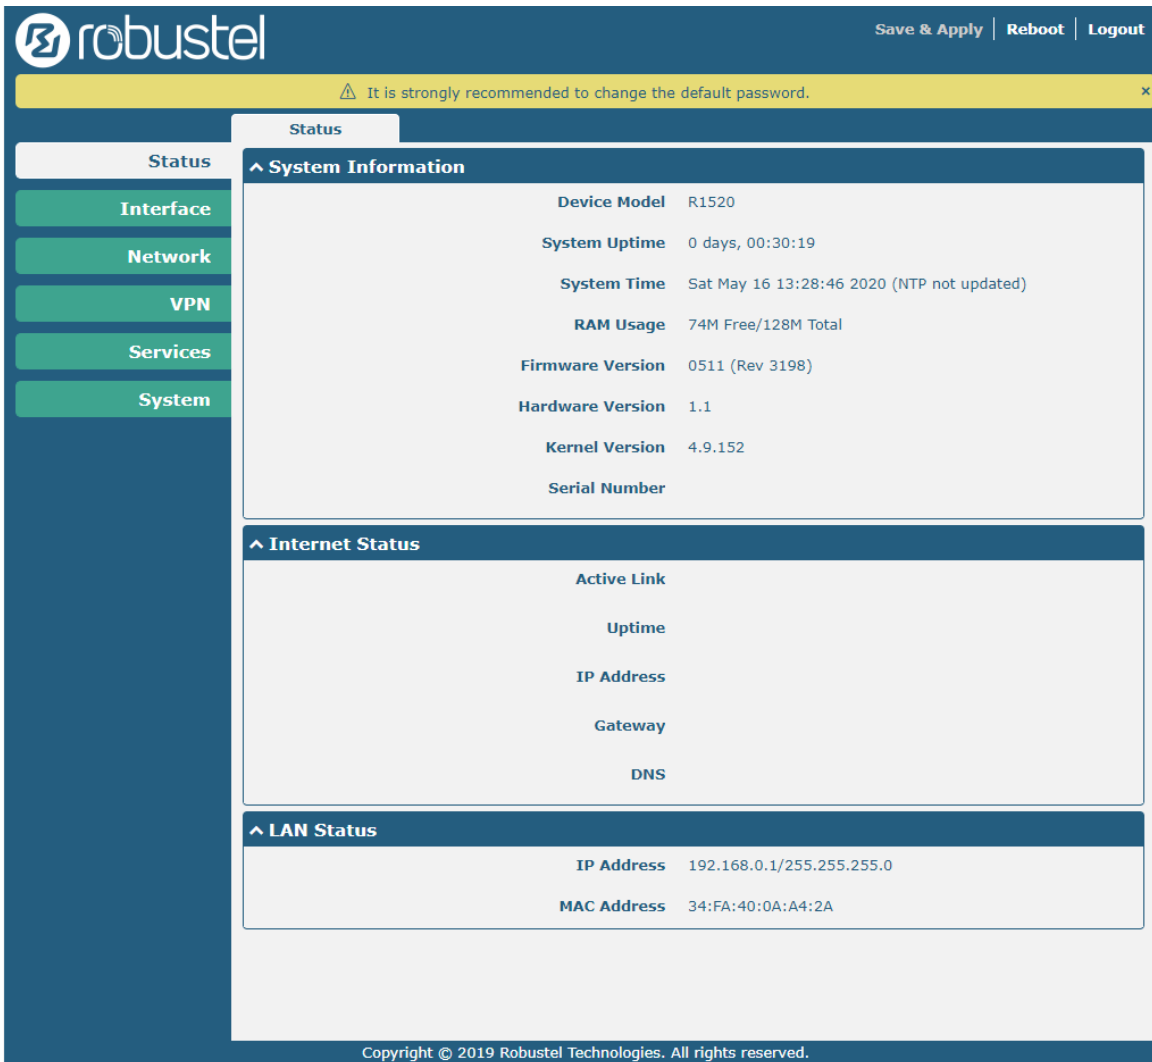 robustel
Save & Apply | Reboot | Logout
⚠ It is strongly recommended to change the default password. ×
Status
Status
Interface
Network
VPN
Services
System
System Information
Device Model R1520
System Uptime 0 days, 00:30:19
System Time Sat May 16 13:28:46 2020 (NTP not updated)
RAM Usage 74M Free/128M Total
Firmware Version 0511 (Rev 3198)
Hardware Version 1.1
Kernel Version 4.9.152
Serial Number
Internet Status
Active Link
Uptime
IP Address
Gateway
DNS
LAN Status
IP Address 192.168.0.1/255.255.255.0
MAC Address 34:FA:40:0A:A4:2A
Copyright © 2019 Robustel Technologies. All rights reserved.